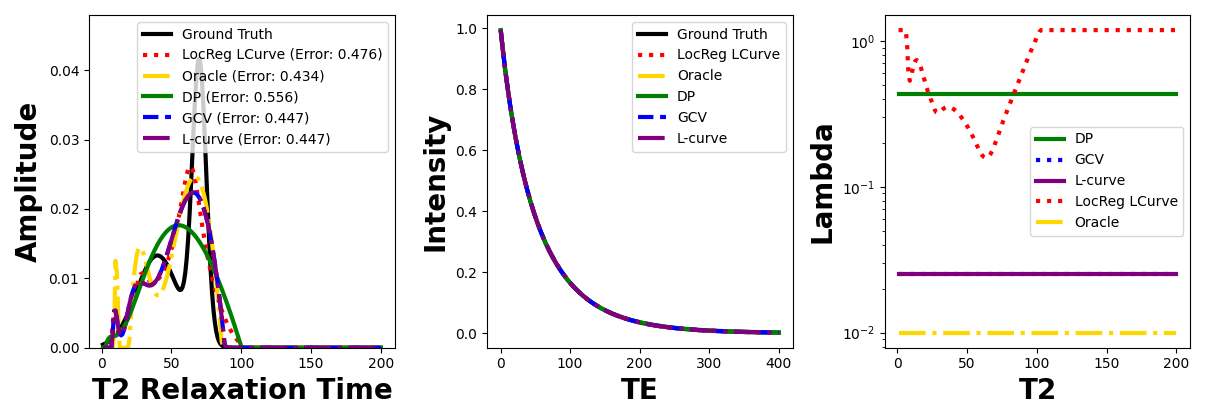 Ground Truth
LocReg LCurve (Error: 0.476)
Oracle (Error: 0.434)
DP (Error: 0.556)
GCV (Error: 0.447)
L-curve (Error: 0.447)
0.04
0.03
0.02
0.01
0.00
0
50
100
150
200
Amplitude
T2 Relaxation Time
Ground Truth
LocReg LCurve
Oracle
DP
GCV
L-curve
1.0
0.8
0.6
0.4
0.2
0.0
0
100
200
300
400
Intensity
TE
10⁰
10⁻¹
10⁻²
DP
GCV
L-curve
LocReg LCurve
Oracle
0
50
100
150
200
Lambda
T2